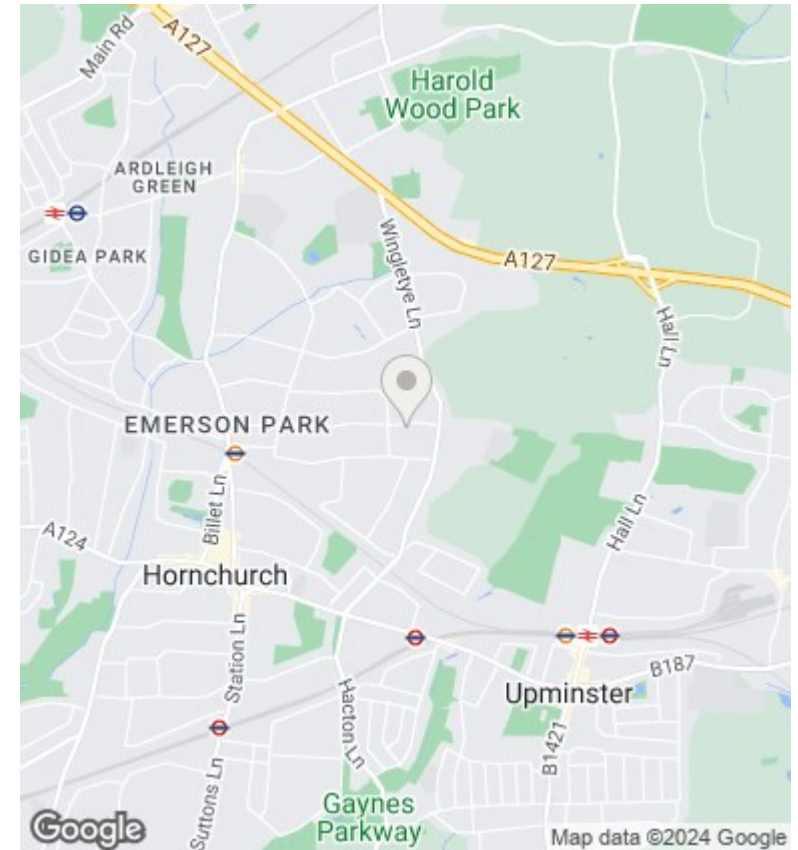 Main Rd
A127
Harold
Wood Park
ARDLEIGH
GREEN
GIDEA PARK
Wingletye Ln
A127
Hall Ln
EMERSON PARK
Billet Ln
Hall Ln
A124
Hornchurch
Station Ln
Hacton Ln
Upminster
B187
B1421
Suttons Ln
Gaynes
Parkway
Google
Map data ©2024 Google